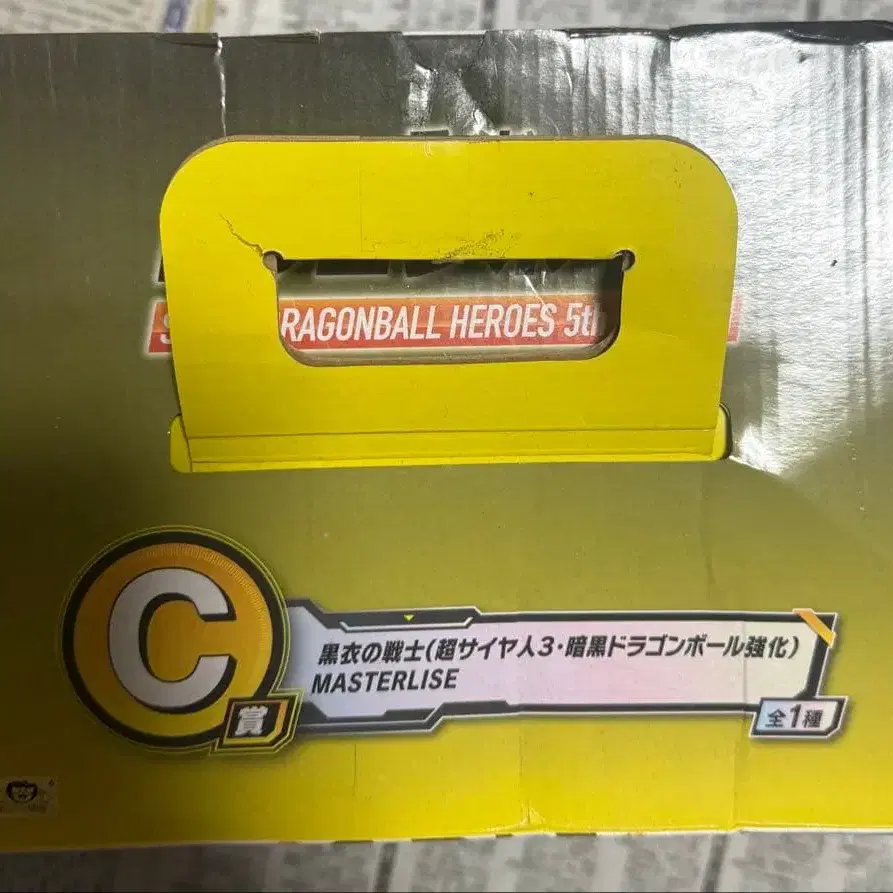 RAGONBALL HEROES 5th
C
賞
黒衣の戦士(超サイヤ人3・暗黒ドラゴンボール強化)
MASTERLISE
全1種